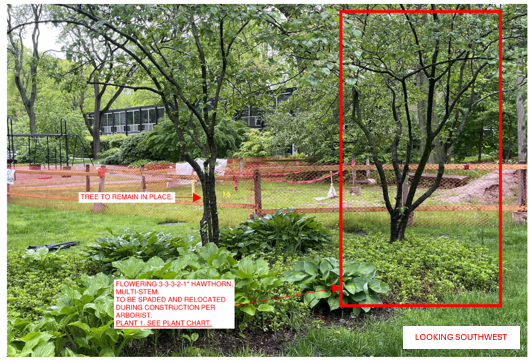 TREE TO REMAIN IN PLACE.
FLOWERING 3-3-3-2-1" HAWTHORN,
MULTI-STEM.
TO BE SPADED AND RELOCATED
DURING CONSTRUCTION PER
ARBORIST.
PLANT 1. SEE PLANT CHART.
LOOKING SOUTHWEST